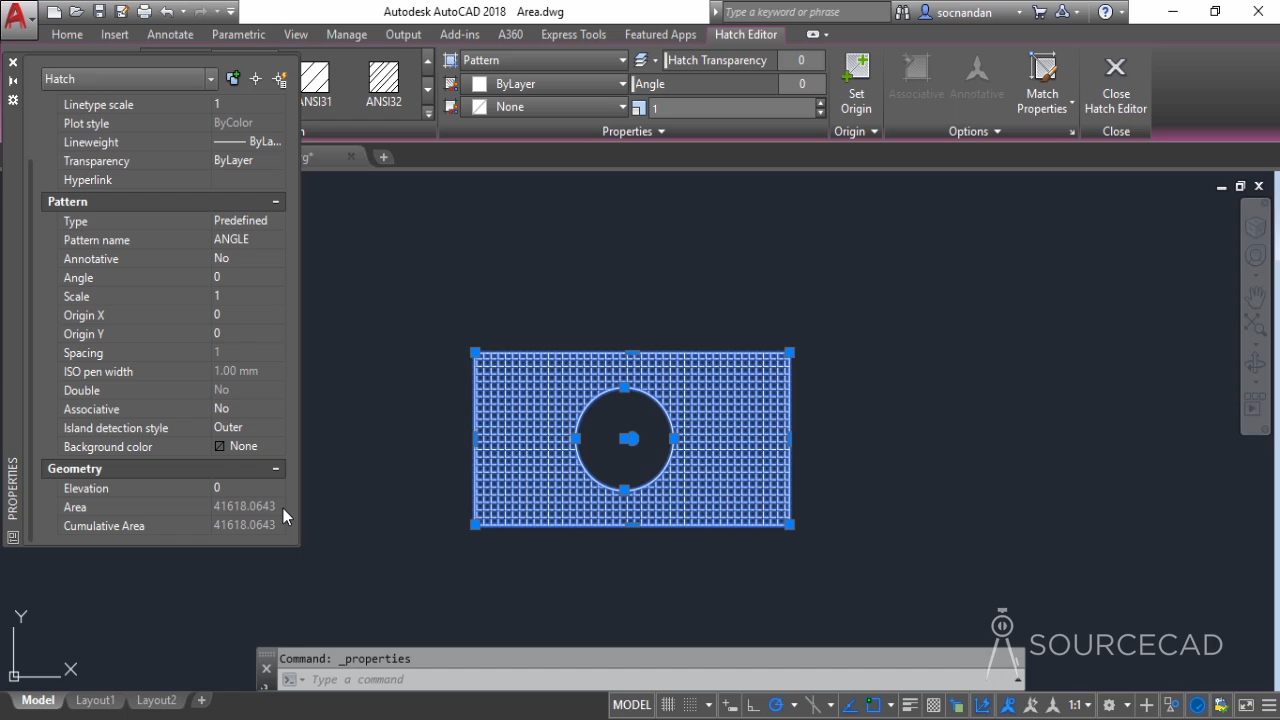 Autodesk AutoCAD 2018 Area.dwg
Type a keyword or phrase
socnandan
Home Insert Annotate Parametric View Manage Output Add-ins A360 Express Tools Featured Apps Hatch Editor
Hatch
ANSI31
ANSI32
Pattern
Hatch Transparency 0
ByLayer
Angle 0
None
1
Properties
Set Origin
Origin
Associative
Annotative
Match Properties
Options
Close Hatch Editor
Close
Linetype scale 1
Plot style ByColor
Lineweight ByLa...
Transparency ByLayer
Hyperlink
Pattern
Type Predefined
Pattern name ANGLE
Annotative No
Angle 0
Scale 1
Origin X 0
Origin Y 0
Spacing 1
ISO pen width 1.00 mm
Double No
Associative No
Island detection style Outer
Background color None
Geometry
Elevation 0
Area 41618.0643
Cumulative Area 41618.0643
PROPERTIES
Y
X
SOURCECAD
Command: _properties
Type a command
Model Layout1 Layout2 +
MODEL
1:1